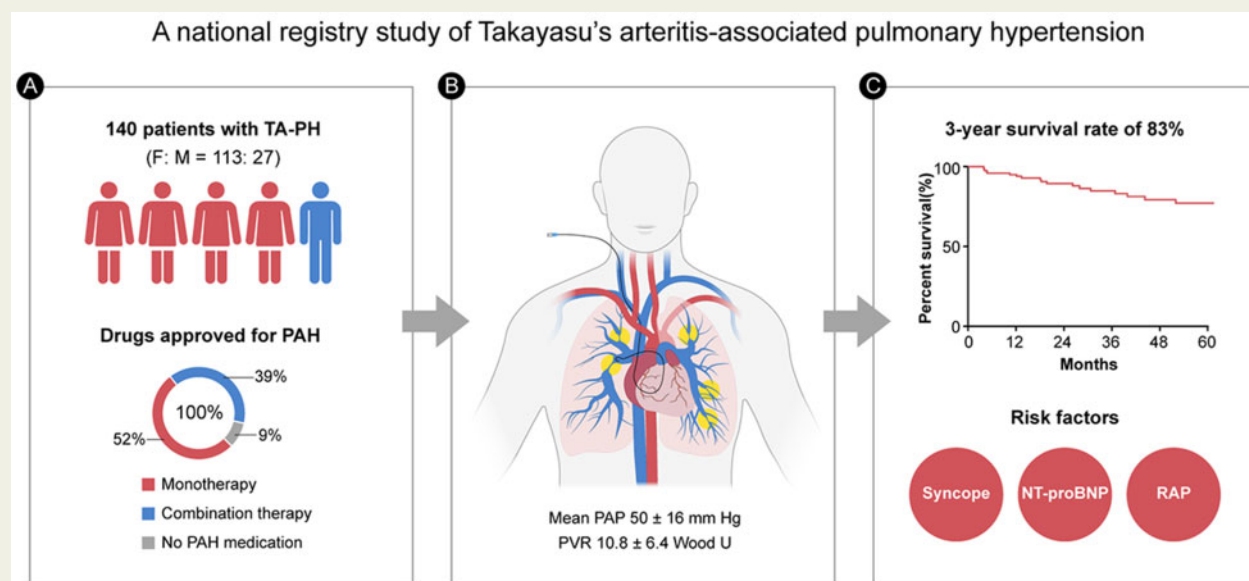 A national registry study of Takayasu's arteritis-associated pulmonary hypertension
A
140 patients with TA-PH
(F: M = 113: 27)
Drugs approved for PAH
39%
100%
52%
9%
Monotherapy
Combination therapy
No PAH medication
B
Mean PAP 50 ± 16 mm Hg
PVR 10.8 ± 6.4 Wood U
C
3-year survival rate of 83%
Percent survival(%)
100
50
0
0 12 24 36 48 60
Months
Risk factors
Syncope NT-proBNP RAP